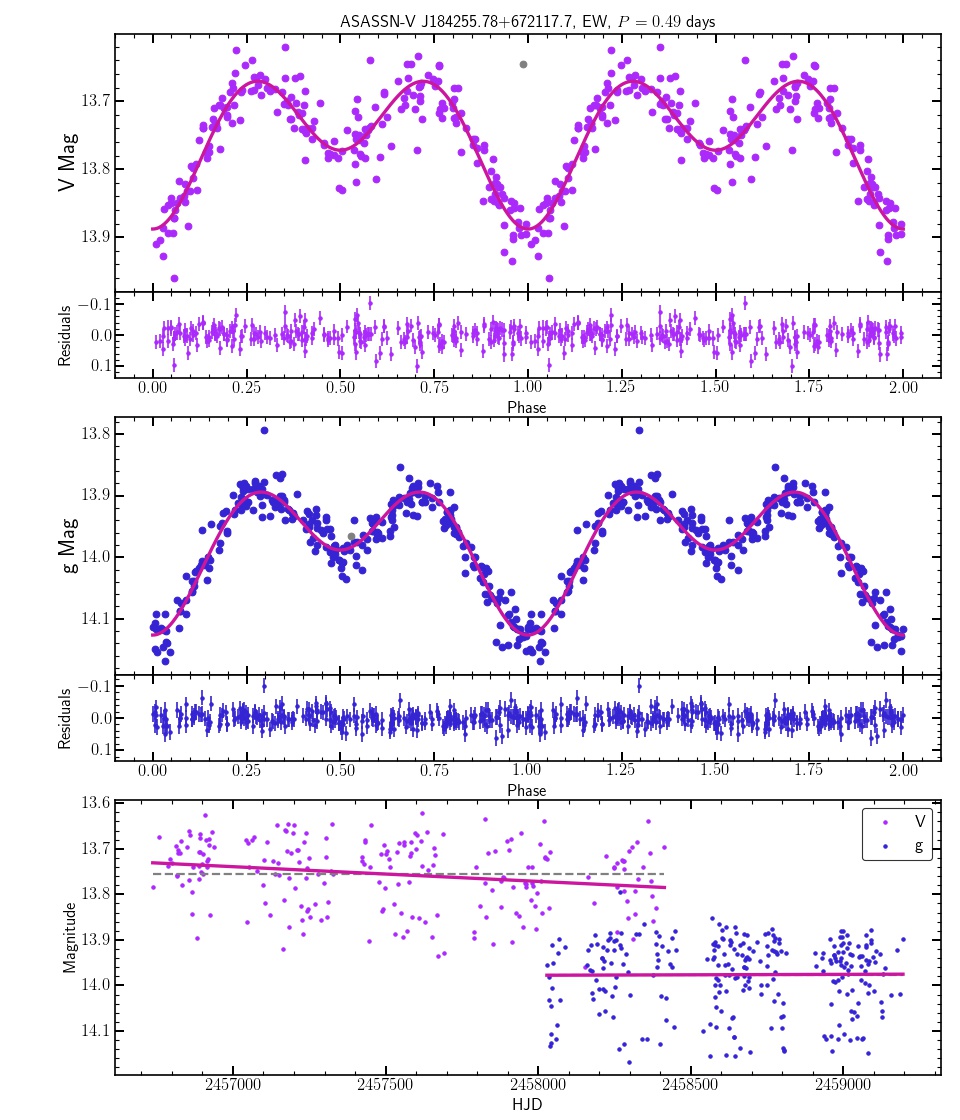 ASASSN-V J184255.78+672117.7, EW, P = 0.49 days
13.7
13.8
13.9
V Mag
−0.1
0.0
0.1
Residuals
0.00 0.25 0.50 0.75 1.00 1.25 1.50 1.75 2.00
Phase
13.8
13.9
14.0
14.1
g Mag
−0.1
0.0
0.1
Residuals
0.00 0.25 0.50 0.75 1.00 1.25 1.50 1.75 2.00
Phase
13.6
13.7
13.8
13.9
14.0
14.1
Magnitude
V
g
2457000 2457500 2458000 2458500 2459000
HJD